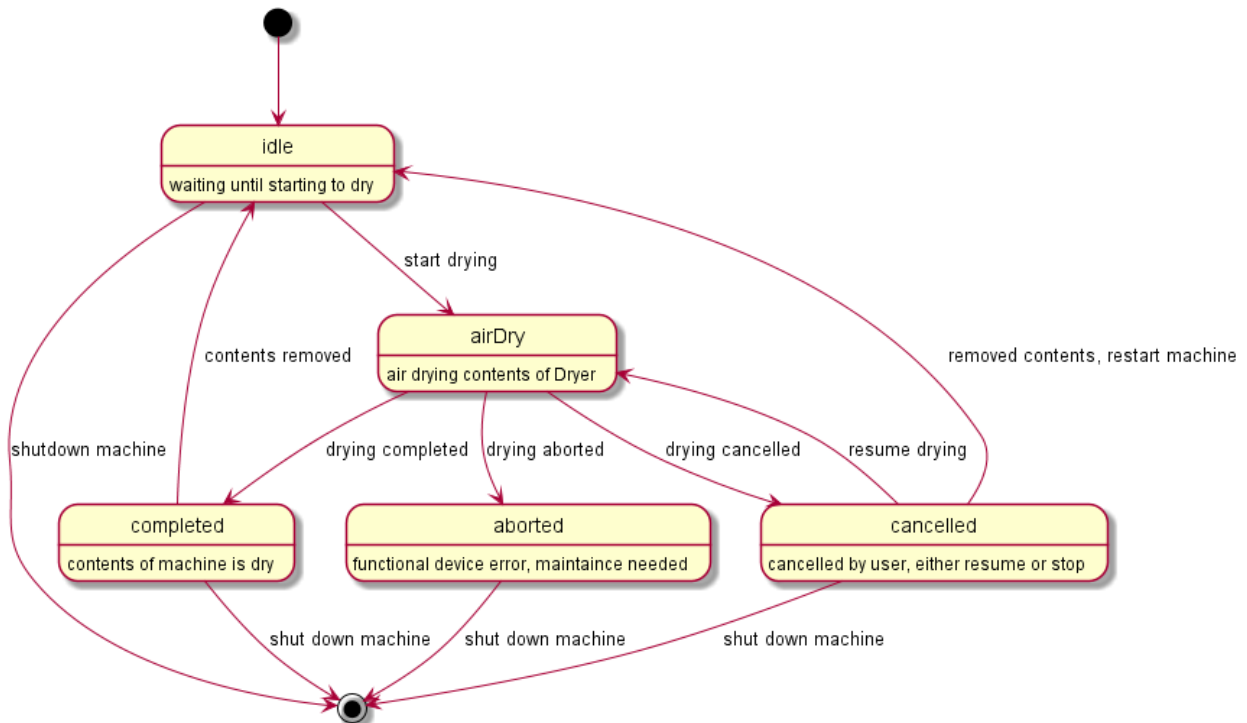 idle
waiting until starting to dry
start drying
airDry
air drying contents of Dryer
contents removed
removed contents, restart machine
shutdown machine
drying completed
drying aborted
drying cancelled
resume drying
completed
contents of machine is dry
aborted
functional device error, maintaince needed
cancelled
cancelled by user, either resume or stop
shut down machine
shut down machine
shut down machine